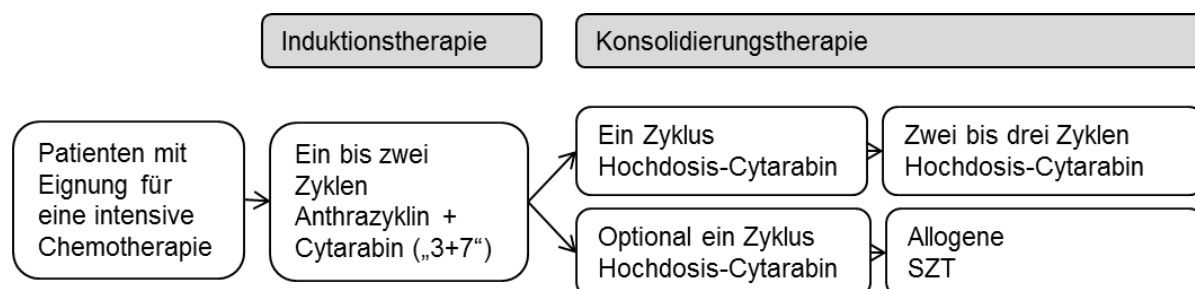 Induktionstherapie
Konsolidierungstherapie
Patienten mit
Eignung für
eine intensive
Chemotherapie
Ein bis zwei
Zyklen
Anthrazyklin +
Cytarabin („3+7“)
Ein Zyklus
Hochdosis-Cytarabin
Zwei bis drei Zyklen
Hochdosis-Cytarabin
Optional ein Zyklus
Hochdosis-Cytarabin
Allogene
SZT